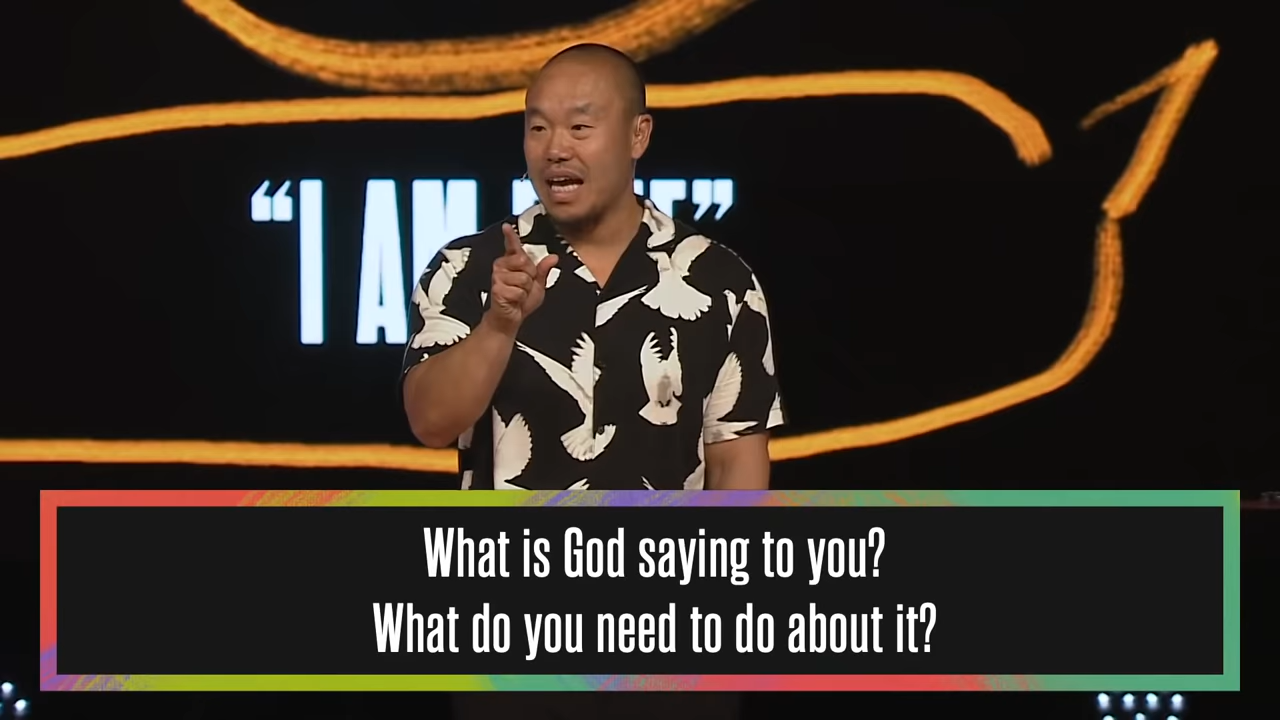 “I AM
What is God saying to you?
What do you need to do about it?